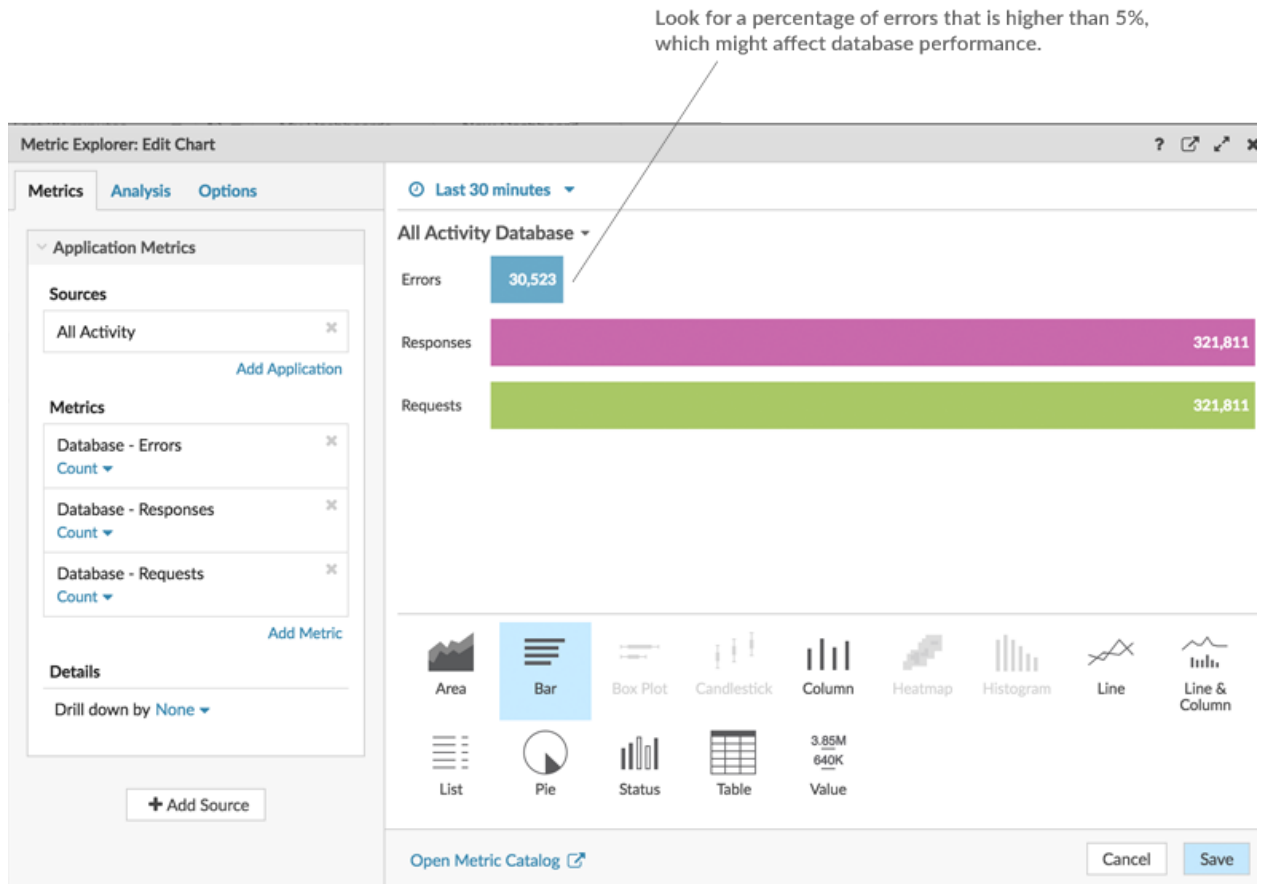 Look for a percentage of errors that is higher than 5%,
which might affect database performance.
Metric Explorer: Edit Chart
?
Metrics
Analysis
Options
Application Metrics
Sources
All Activity
Add Application
Metrics
Database - Errors
Count
Database - Responses
Count
Database - Requests
Count
Add Metric
Details
Drill down by None
+ Add Source
Last 30 minutes
All Activity Database
Errors
30,523
Responses
321,811
Requests
321,811
Area
Bar
Box Plot
Candlestick
Column
Heatmap
Histogram
Line
Line &
Column
List
Pie
Status
Table
3.85M
640K
Value
Open Metric Catalog
Cancel
Save